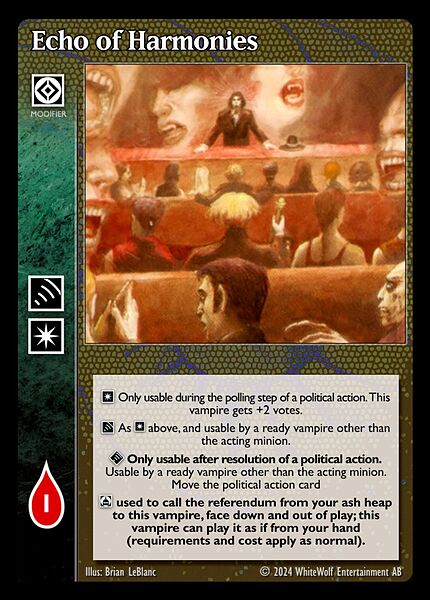 Echo of Harmonies
MODIFIER
Only usable during the polling step of a political action. This
vampire gets +2 votes.
As above, and usable by a ready vampire other than
the acting minion.
Only usable after resolution of a political action.
Usable by a ready vampire other than the acting minion.
Move the political action card
used to call the referendum from your ash heap
to this vampire, face down and out of play; this
vampire can play it as if from your hand
(requirements and cost apply as normal).
1
Illus: Brian LeBlanc
© 2024 WhiteWolf Entertainment AB